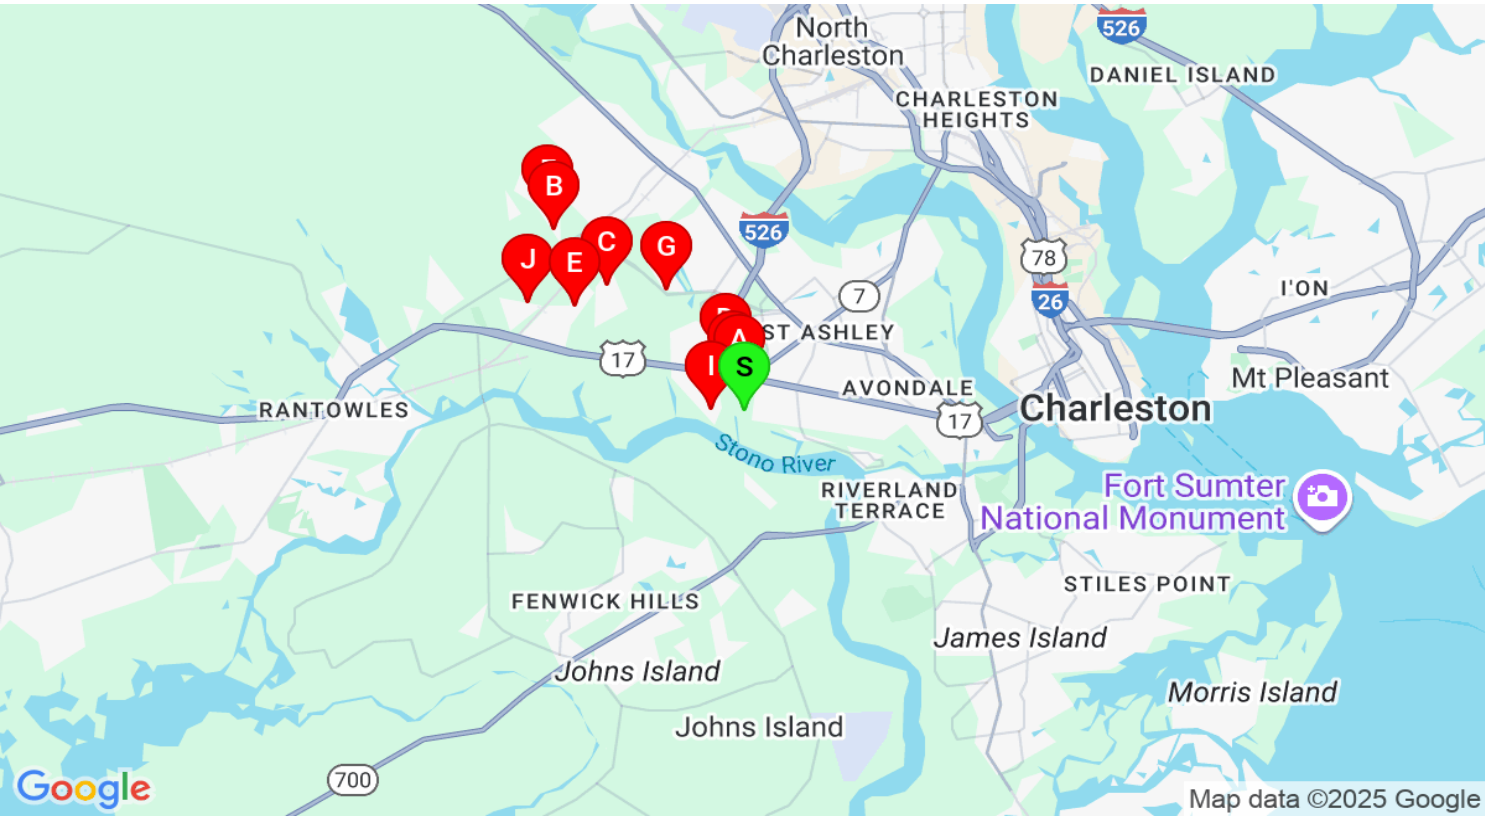 526
North
Charleston
DANIEL ISLAND
CHARLESTON
HEIGHTS
B
C
G
526
J
E
78
7
26
I'ON
A
ST ASHLEY
17
I
S
AVONDALE
Mt Pleasant
RANTOWLES
17
Charleston
Stono River
RIVERLAND
TERRACE
Fort Sumter
National Monument
STILES POINT
FENWICK HILLS
James Island
Johns Island
Morris Island
Johns Island
700
Google
Map data ©2025 Google